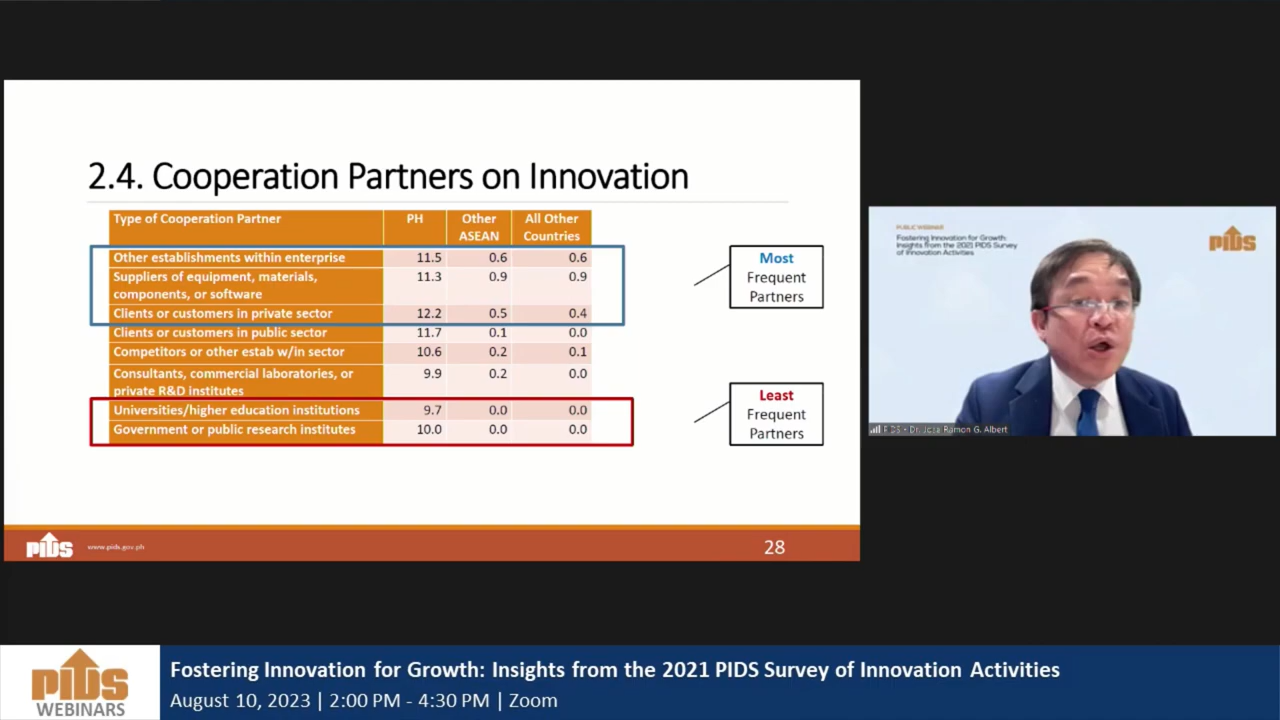 2.4. Cooperation Partners on Innovation
Type of Cooperation Partner PH Other ASEAN All Other Countries
Other establishments within enterprise 11.5 0.6 0.6
Suppliers of equipment, materials, components, or software 11.3 0.9 0.9
Clients or customers in private sector 12.2 0.5 0.4
Clients or customers in public sector 11.7 0.1 0.0
Competitors or other estab w/in sector 10.6 0.2 0.1
Consultants, commercial laboratories, or private R&D institutes 9.9 0.2 0.0
Universities/higher education institutions 9.7 0.0 0.0
Government or public research institutes 10.0 0.0 0.0
Most
Frequent
Partners
Least
Frequent
Partners
PIDS
www.pids.gov.ph
28
PUBLIC WEBINAR
Fostering Innovation for Growth:
Insights from the 2021 PIDS Survey
of Innovation Activities
PIDS
PIDS - Dr. Jose Ramon G. Albert
PIDS
WEBINARS
Fostering Innovation for Growth: Insights from the 2021 PIDS Survey of Innovation Activities
August 10, 2023 | 2:00 PM - 4:30 PM | Zoom